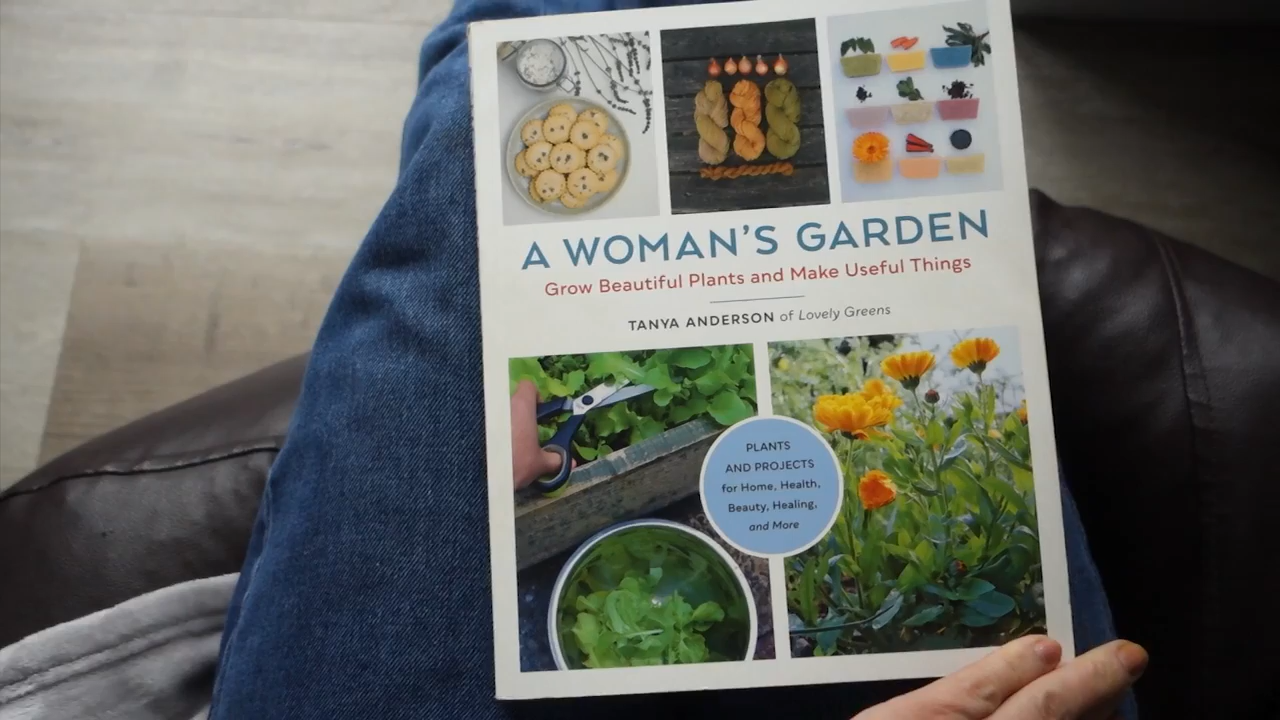 A WOMAN'S GARDEN
Grow Beautiful Plants and Make Useful Things
TANYA ANDERSON of Lovely Greens
PLANTS
AND PROJECTS
for Home, Health,
Beauty, Healing,
and More